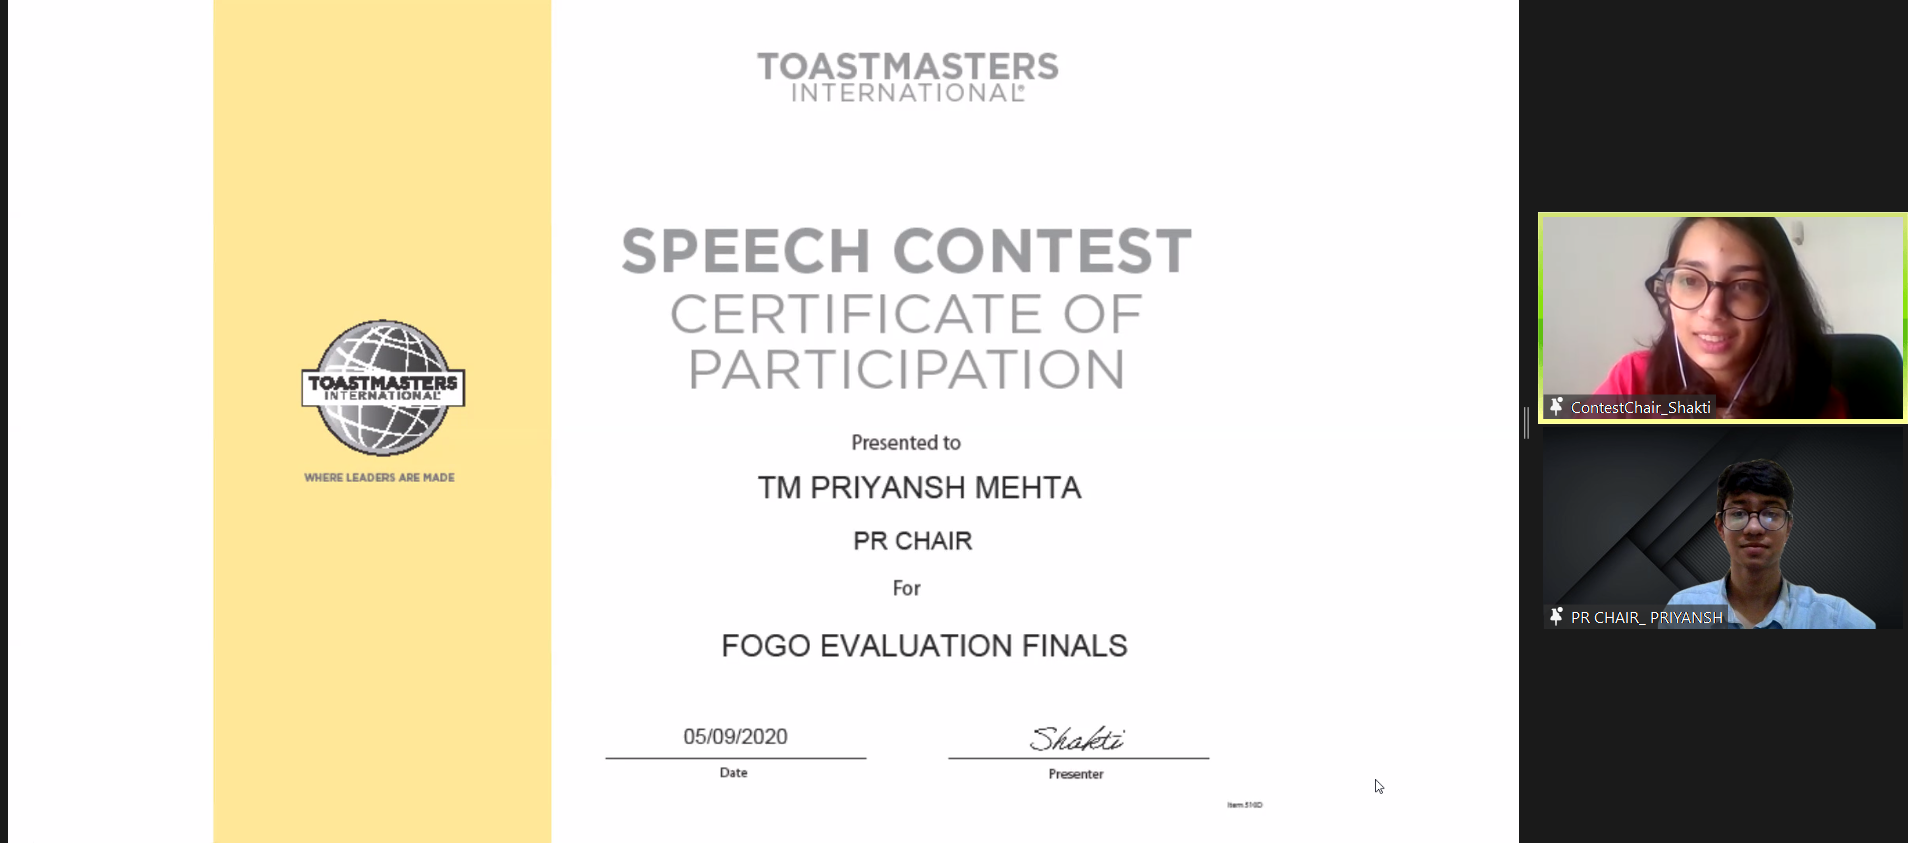 TOASTMASTERS
INTERNATIONAL®
SPEECH CONTEST
CERTIFICATE OF
PARTICIPATION
TOASTMASTERS
INTERNATIONAL
WHERE LEADERS ARE MADE
Presented to
TM PRIYANSH MEHTA
PR CHAIR
For
FOGO EVALUATION FINALS
05/09/2020
Date
Shakti
Presenter
Item 510D
ContestChair_Shakti
PR CHAIR_ PRIYANSH